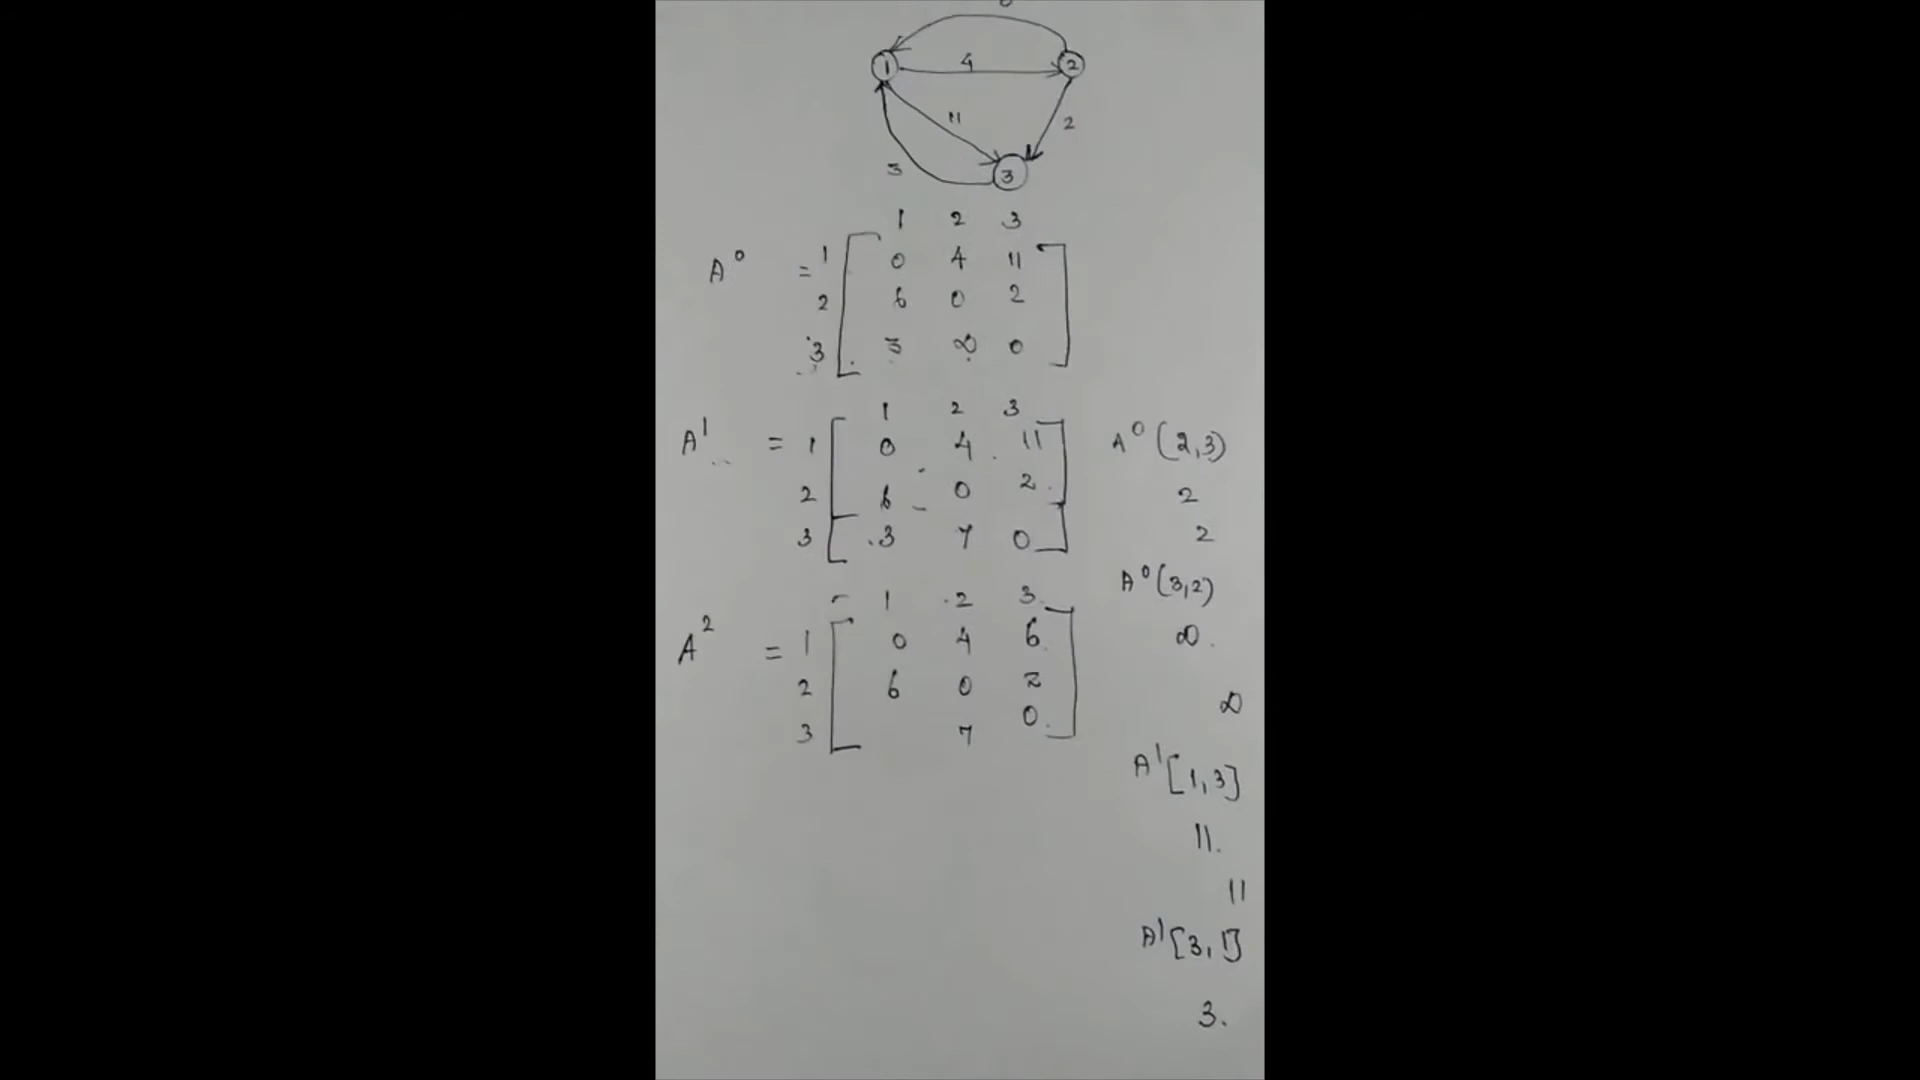 1 4 2
11
2
3
3
1 2 3
A⁰ = 1 0 4 11
2 6 0 2
3 3 ∞ 0
1 2 3
A¹ = 1 0 4 11
2 6 0 2
3 3 7 0
1 2 3
A² = 1 0 4 6
2 6 0 2
3 7 0
A⁰(2,3)
2
2
A⁰(3,2)
∞.
∞
A¹[1,3]
11.
11
A¹[3,1]
3.